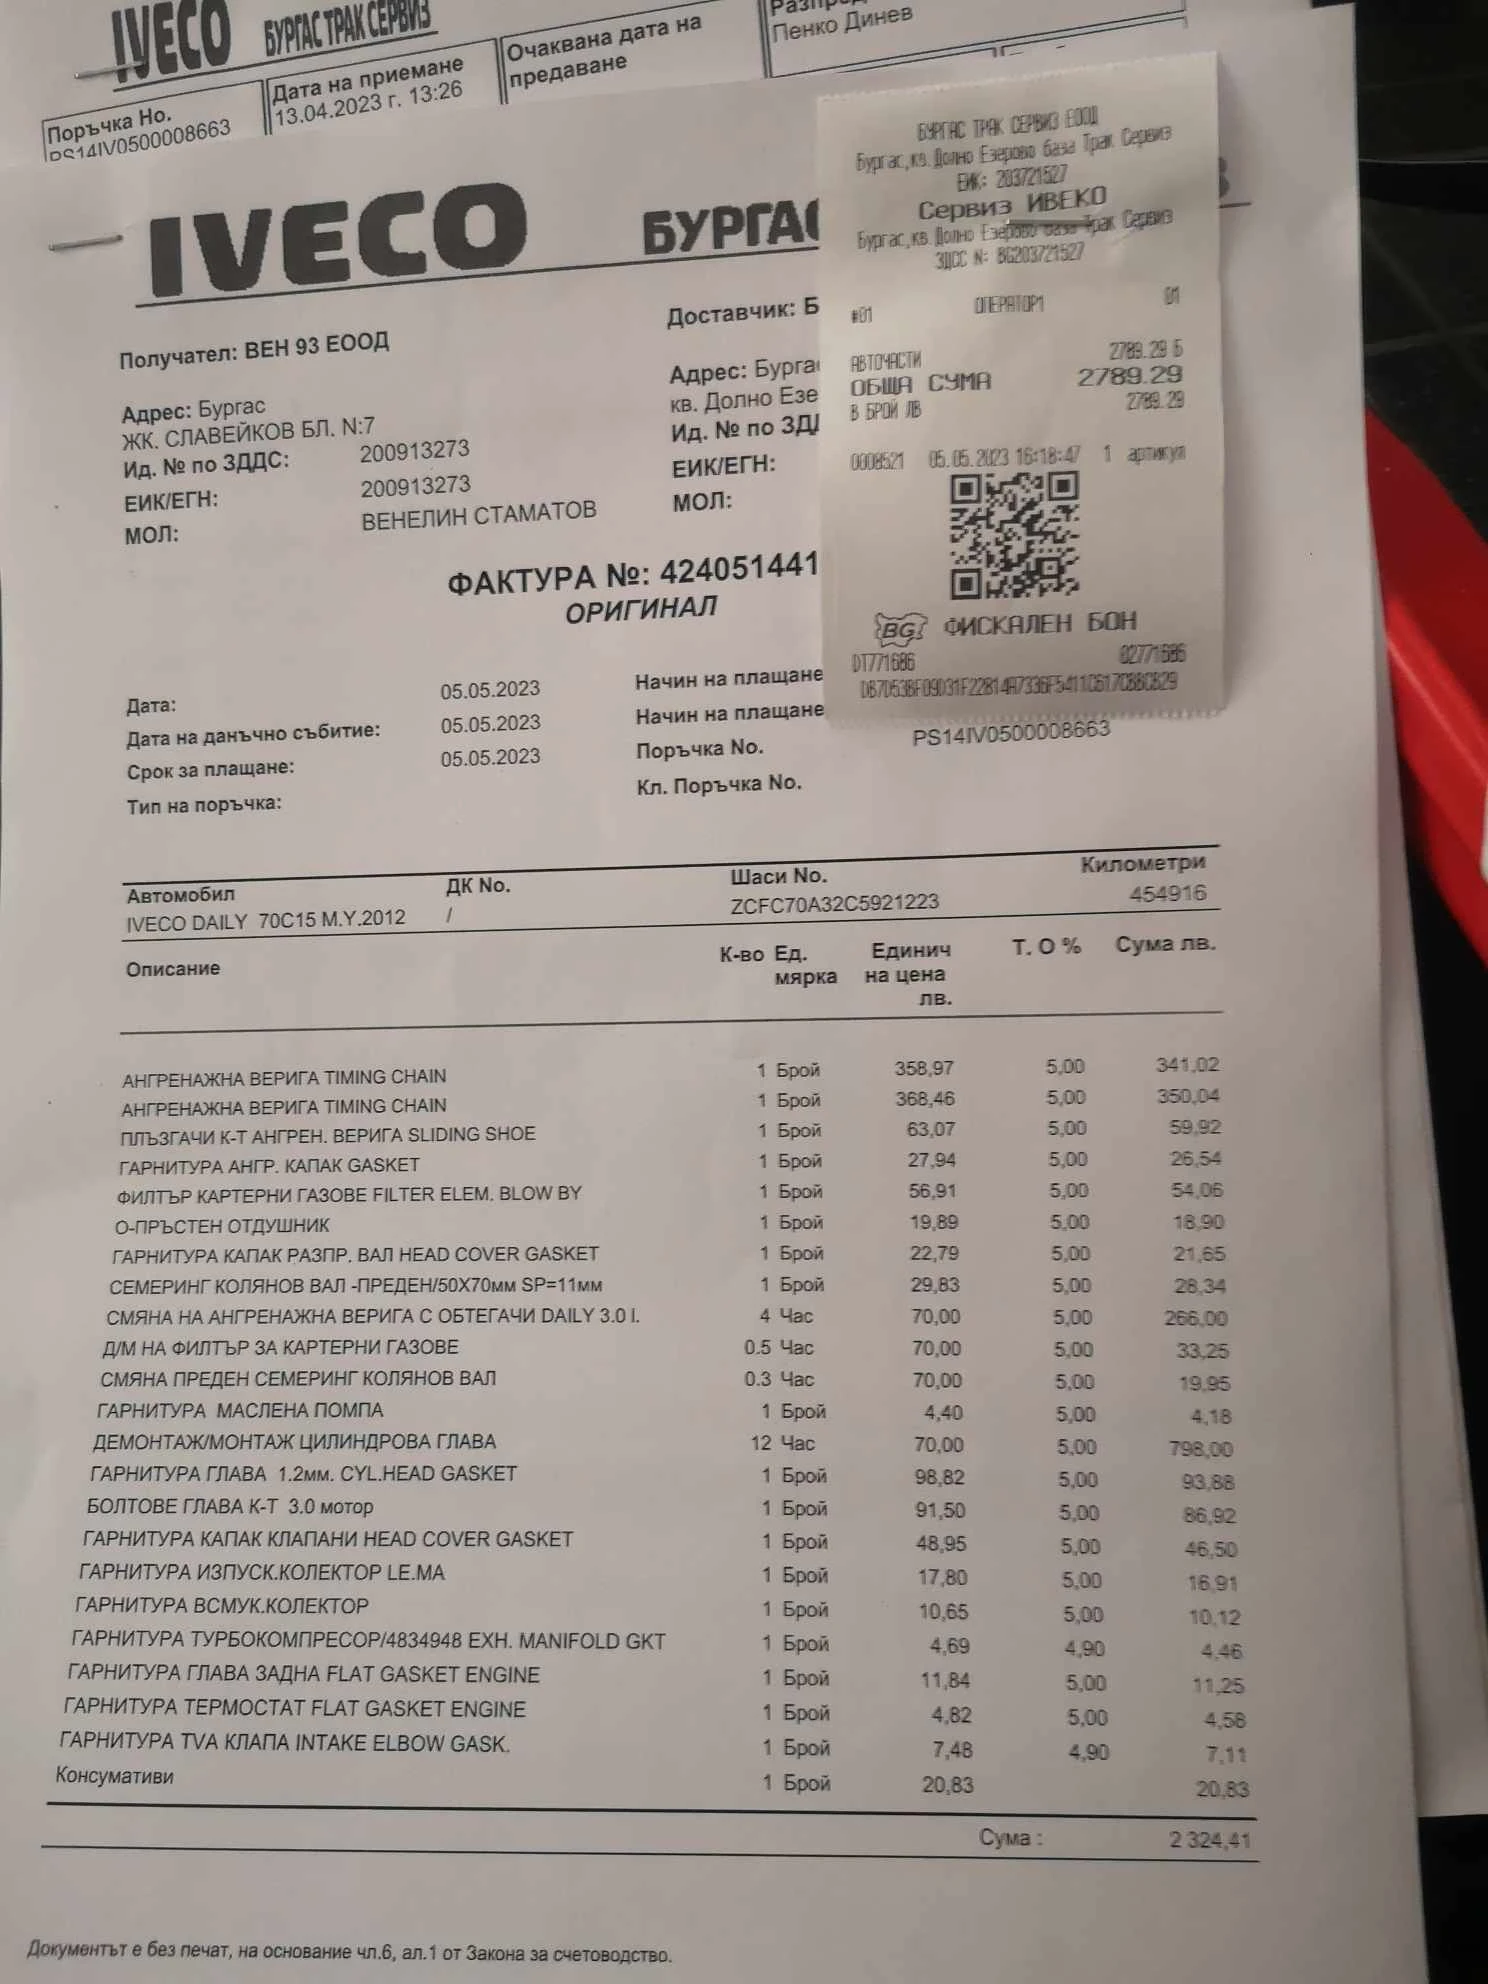 IVECO БУРГАС ТРАК СЕРВИЗ
Поръчка Но.
PS14IV0500008663
Дата на приемане
13.04.2023 г. 13:26
Очаквана дата на
предаване
Пенко Динев
IVECO БУРГАС
Получател: ВЕН 93 ЕООД
Адрес: Бургас
ЖК. СЛАВЕЙКОВ БЛ. N:7
Ид. № по ЗДДС: 200913273
ЕИК/ЕГН: 200913273
МОЛ: ВЕНЕЛИН СТАМАТОВ
Доставчик: Б
Адрес: Бургас
кв. Долно Езе
Ид. № по ЗДД
ЕИК/ЕГН:
МОЛ:
БУРГАС ТРАК СЕРВИЗ ЕООД
Бургас,кв. Долно Езерово база Трак Сервиз
ЕИК: 203721527
Сервиз ИВЕКО
Бургас,кв. Долно Езерово база Трак Сервиз
ЗДДС N: BG203721527
#01 ОПЕРАТОР1 01
АВТОЧАСТИ 2789.29 Б
ОБЩА СУМА 2789.29
В БРОЙ ЛВ 2789.29
0008521 05.05.2023 16:18:47 1 артикул
BG ФИСКАЛЕН БОН
DT771686 02771686
ФАКТУРА №: 424051441
ОРИГИНАЛ
Дата: 05.05.2023
Дата на данъчно събитие: 05.05.2023
Срок за плащане: 05.05.2023
Тип на поръчка:
Начин на плащане
Начин на плащане
Поръчка No. PS14IV0500008663
Кл. Поръчка No.
Автомобил ДК No. Шаси No. Километри
IVECO DAILY 70C15 M.Y.2012 / ZCFC70A32C5921223 454916
Описание К-во Ед. мярка Единич на цена лв. Т. О % Сума лв.
АНГРЕНАЖНА ВЕРИГА TIMING CHAIN 1 Брой 358,97 5,00 341,02
АНГРЕНАЖНА ВЕРИГА TIMING CHAIN 1 Брой 368,46 5,00 350,04
ПЛЪЗГАЧИ К-Т АНГРЕН. ВЕРИГА SLIDING SHOE 1 Брой 63,07 5,00 59,92
ГАРНИТУРА АНГР. КАПАК GASKET 1 Брой 27,94 5,00 26,54
ФИЛТЪР КАРТЕРНИ ГАЗОВЕ FILTER ELEM. BLOW BY 1 Брой 56,91 5,00 54,06
О-ПРЪСТЕН ОТДУШНИК 1 Брой 19,89 5,00 18,90
ГАРНИТУРА КАПАК РАЗПР. ВАЛ HEAD COVER GASKET 1 Брой 22,79 5,00 21,65
СЕМЕРИНГ КОЛЯНОВ ВАЛ -ПРЕДЕН/50X70мм SP=11мм 1 Брой 29,83 5,00 28,34
СМЯНА НА АНГРЕНАЖНА ВЕРИГА С ОБТЕГАЧИ DAILY 3.0 l. 4 Час 70,00 5,00 266,00
Д/М НА ФИЛТЪР ЗА КАРТЕРНИ ГАЗОВЕ 0.5 Час 70,00 5,00 33,25
СМЯНА ПРЕДЕН СЕМЕРИНГ КОЛЯНОВ ВАЛ 0.3 Час 70,00 5,00 19,95
ГАРНИТУРА МАСЛЕНА ПОМПА 1 Брой 4,40 5,00 4,18
ДЕМОНТАЖ/МОНТАЖ ЦИЛИНДРОВА ГЛАВА 12 Час 70,00 5,00 798,00
ГАРНИТУРА ГЛАВА 1.2мм. CYL.HEAD GASKET 1 Брой 98,82 5,00 93,88
БОЛТОВЕ ГЛАВА К-Т 3.0 мотор 1 Брой 91,50 5,00 86,92
ГАРНИТУРА КАПАК КЛАПАНИ HEAD COVER GASKET 1 Брой 48,95 5,00 46,50
ГАРНИТУРА ИЗПУСК.КОЛЕКТОР LE.MA 1 Брой 17,80 5,00 16,91
ГАРНИТУРА ВСМУК.КОЛЕКТОР 1 Брой 10,65 5,00 10,12
ГАРНИТУРА ТУРБОКОМПРЕСОР/4834948 EXH. MANIFOLD GKT 1 Брой 4,69 4,90 4,46
ГАРНИТУРА ГЛАВА ЗАДНА FLAT GASKET ENGINE 1 Брой 11,84 5,00 11,25
ГАРНИТУРА ТЕРМОСТАТ FLAT GASKET ENGINE 1 Брой 4,82 5,00 4,58
ГАРНИТУРА TVA КЛАПА INTAKE ELBOW GASK. 1 Брой 7,48 4,90 7,11
Консумативи 1 Брой 20,83 20,83
Сума : 2 324,41
Документът е без печат, на основание чл.6, ал.1 от Закона за счетоводство.